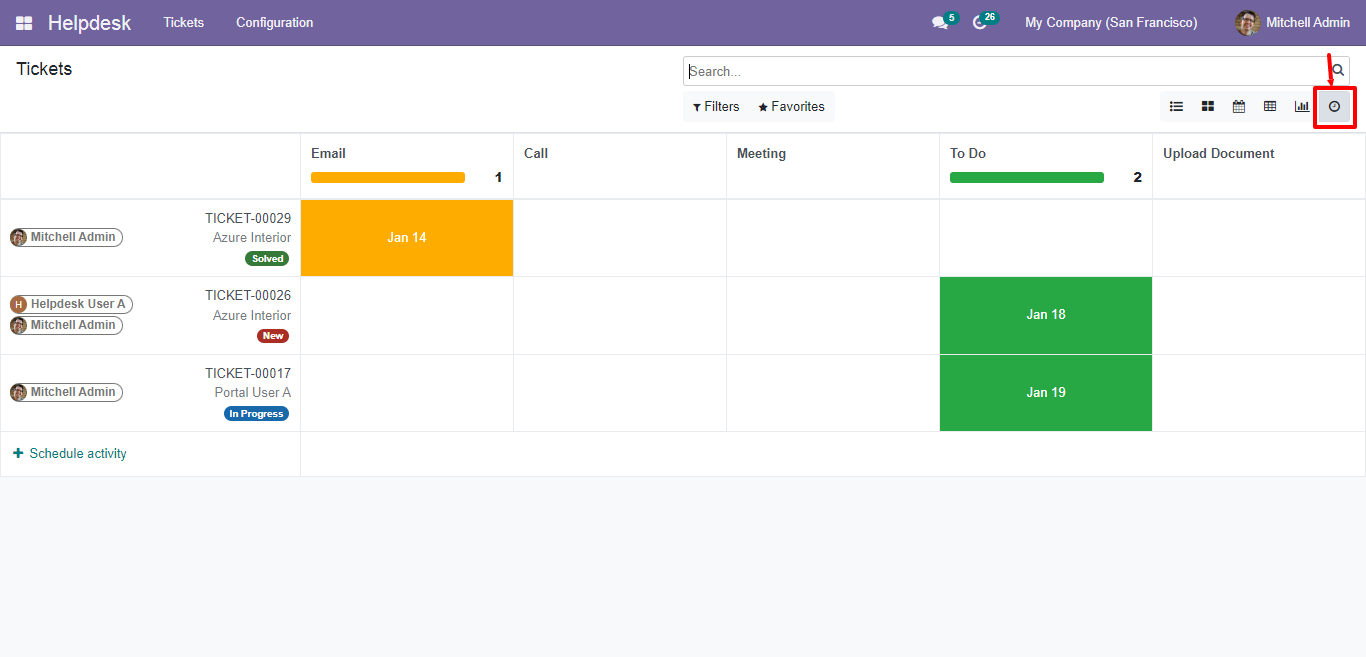 Helpdesk Tickets Configuration 5 26 My Company (San Francisco) Mitchell Admin
Tickets
Search...
Filters Favorites
Email Call Meeting To Do Upload Document
1 2
Mitchell Admin
TICKET-00029
Azure Interior
Solved
Jan 14
H Helpdesk User A
Mitchell Admin
TICKET-00026
Azure Interior
New
Jan 18
Mitchell Admin
TICKET-00017
Portal User A
In Progress
Jan 19
+ Schedule activity